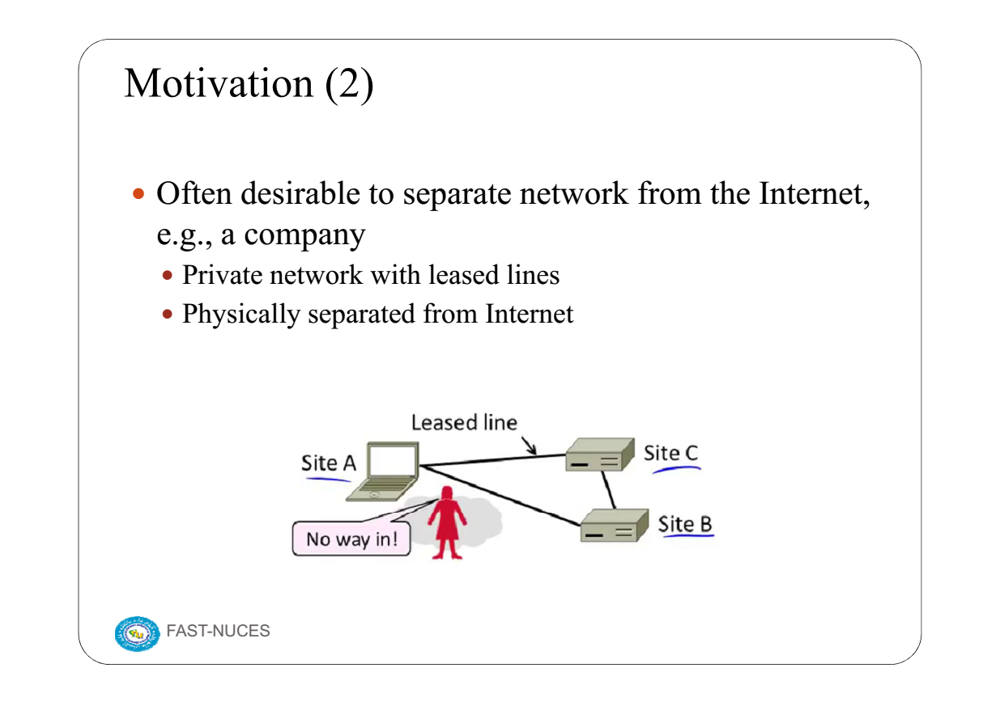 Motivation (2)
• Often desirable to separate network from the Internet,
e.g., a company
• Private network with leased lines
• Physically separated from Internet
Leased line
Site A
Site C
No way in!
Site B
FAST-NUCES